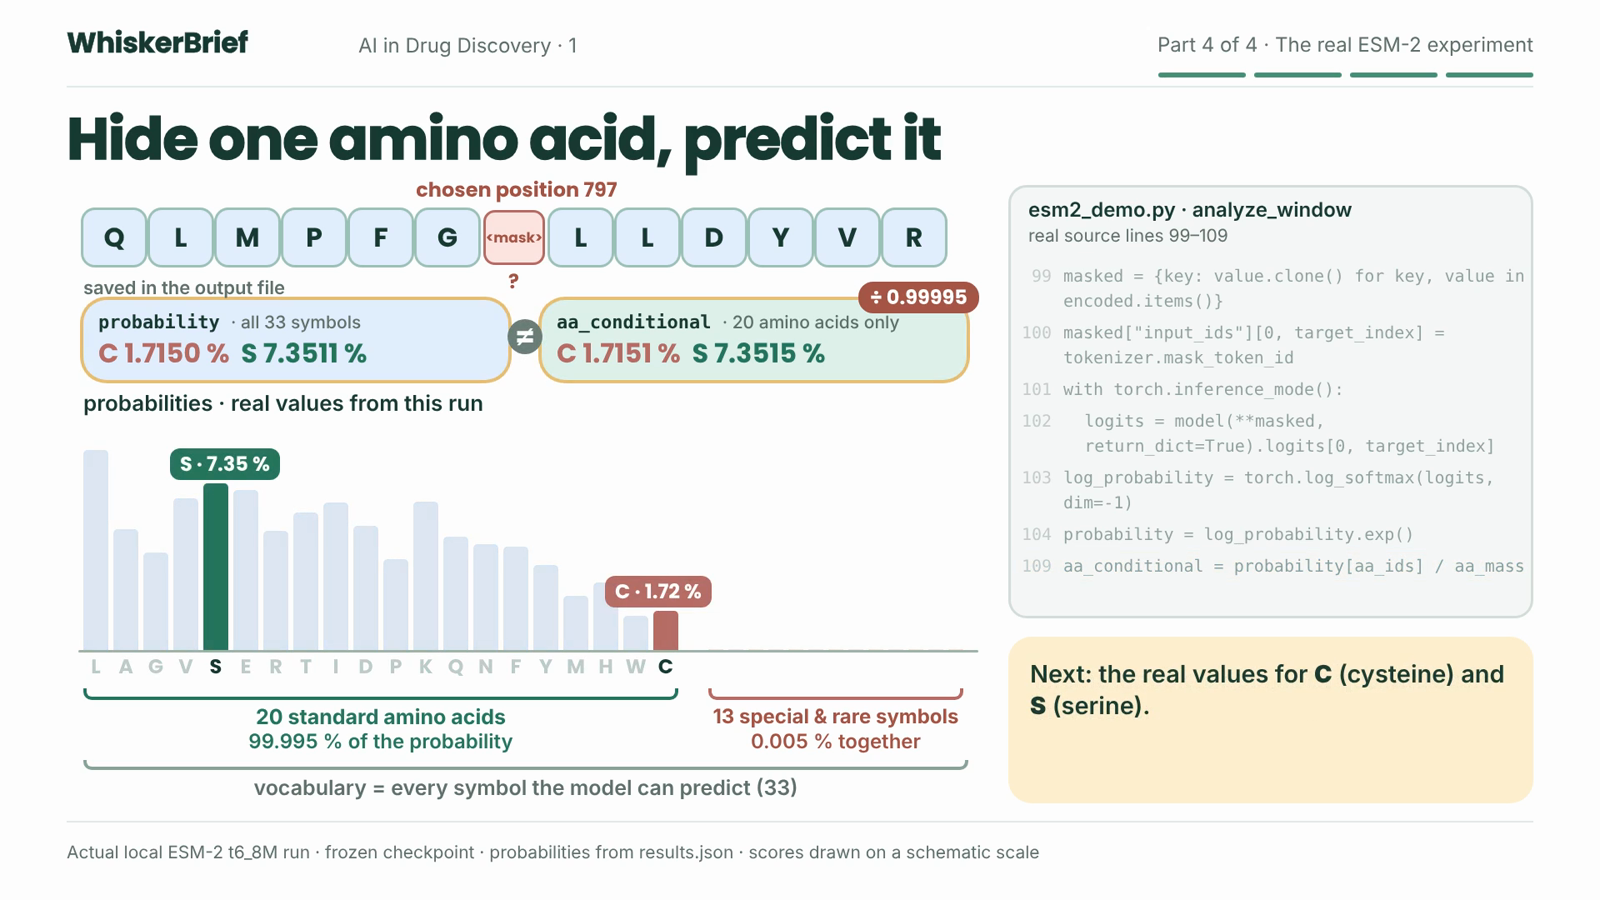 WhiskerBrief
AI in Drug Discovery · 1
Part 4 of 4 · The real ESM-2 experiment
Hide one amino acid, predict it
chosen position 797
Q L M P F G <mask> L L D Y V R
?
saved in the output file
÷ 0.99995
probability · all 33 symbols
C 1.7150 % S 7.3511 %
≠
aa_conditional · 20 amino acids only
C 1.7151 % S 7.3515 %
probabilities · real values from this run
S · 7.35 %
C · 1.72 %
L A G V S E R T I D P K Q N F Y M H W C
20 standard amino acids
99.995 % of the probability
13 special & rare symbols
0.005 % together
vocabulary = every symbol the model can predict (33)
esm2_demo.py · analyze_window
real source lines 99–109
99 masked = {key: value.clone() for key, value in
encoded.items()}
100 masked["input_ids"][0, target_index] =
tokenizer.mask_token_id
101 with torch.inference_mode():
102 logits = model(**masked,
return_dict=True).logits[0, target_index]
103 log_probability = torch.log_softmax(logits,
dim=-1)
104 probability = log_probability.exp()
109 aa_conditional = probability[aa_ids] / aa_mass
Next: the real values for C (cysteine) and
S (serine).
Actual local ESM-2 t6_8M run · frozen checkpoint · probabilities from results.json · scores drawn on a schematic scale